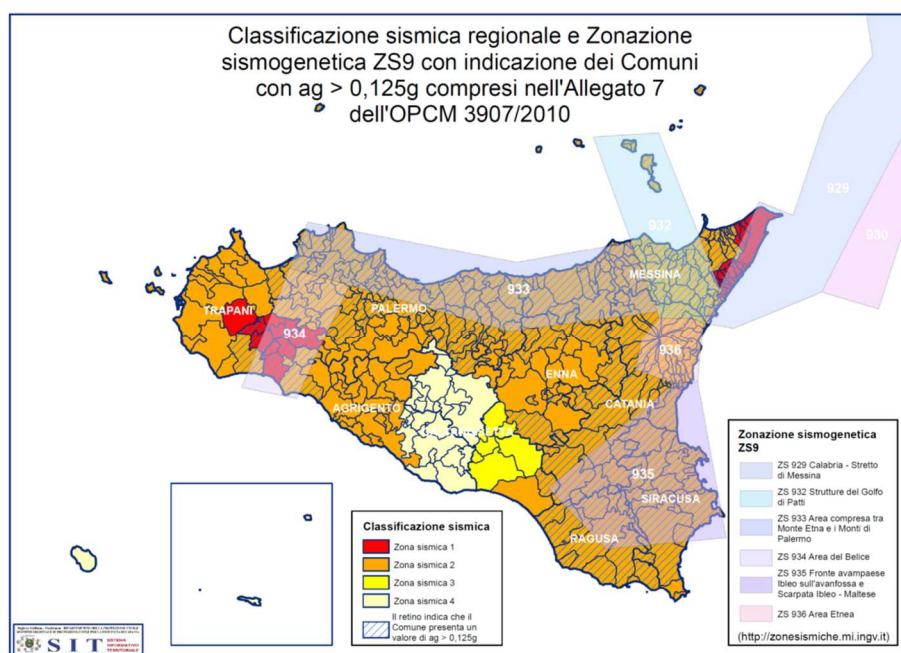 Classificazione sismica regionale e Zonazione
sismogenetica ZS9 con indicazione dei Comuni
con ag > 0,125g compresi nell'Allegato 7
dell'OPCM 3907/2010
929
930
932
MESSINA
933
TRAPANI
PALERMO
934
936
ENNA
AGRIGENTO
CATANIA
935
SIRACUSA
RAGUSA
Classificazione sismica
Zona sismica 1
Zona sismica 2
Zona sismica 3
Zona sismica 4
Il retino indica che il
Comune presenta un
valore di ag > 0,125g
Zonazione sismogenetica
ZS9
ZS 929 Calabria - Stretto
di Messina
ZS 932 Strutture del Golfo
di Patti
ZS 933 Area compresa tra
Monte Etna e i Monti di
Palermo
ZS 934 Area del Belice
ZS 935 Fronte avampaese
Ibleo sull'avanfossa e
Scarpata Ibleo - Maltese
ZS 936 Area Etnea
(http://zonesismiche.mi.ingv.it)
SIT SISTEMA
INFORMATIVO
TERRITORIALE